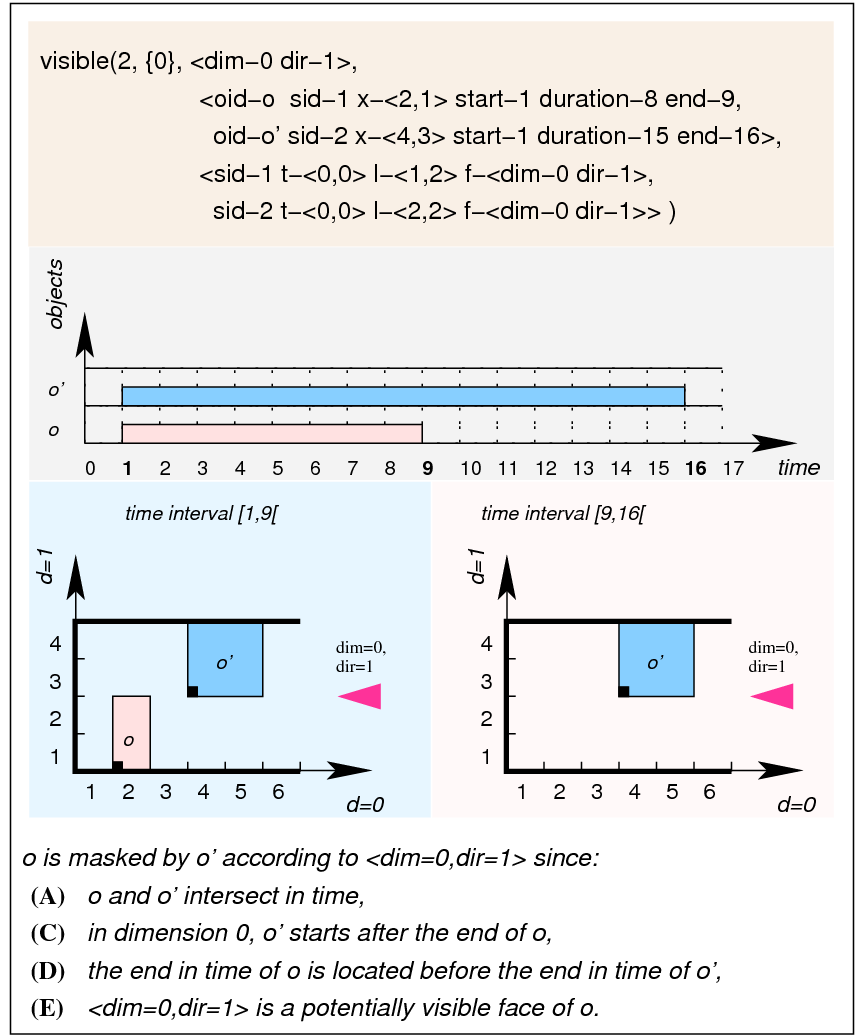 visible(2, {0}, <dim−0 dir−1>,
<oid−o sid−1 x−<2,1> start−1 duration−8 end−9,
oid−o’ sid−2 x−<4,3> start−1 duration−15 end−16>,
<sid−1 t−<0,0> l−<1,2> f−<dim−0 dir−1>,
sid−2 t−<0,0> l−<2,2> f−<dim−0 dir−1>> )
objects
o’
o
0 1 2 3 4 5 6 7 8 9 10 11 12 13 14 15 16 17 time
time interval [1,9[
d=1
4
3
2
1
o’
o
dim=0,
dir=1
1 2 3 4 5 6
d=0
time interval [9,16[
d=1
4
3
2
1
o’
dim=0,
dir=1
1 2 3 4 5 6
d=0
o is masked by o’ according to <dim=0,dir=1> since:
(A) o and o’ intersect in time,
(C) in dimension 0, o’ starts after the end of o,
(D) the end in time of o is located before the end in time of o’,
(E) <dim=0,dir=1> is a potentially visible face of o.